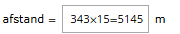 afstand = 343×15=5145 m